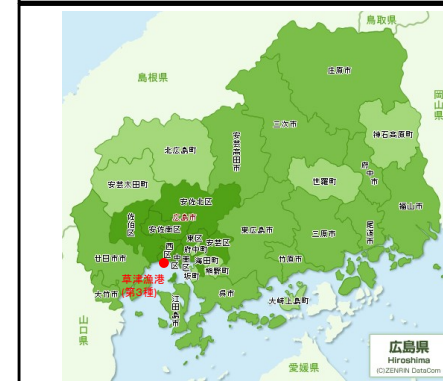 鳥取県
島根県
岡山県
庄原市
三次市
安芸高田市
神石高原町
北広島町
府中市
世羅町
安芸太田町
安佐北区
福山市
広島市
佐伯区
安佐南区
東広島市
三原市
尾道市
東区
安芸区
西区
府中町
廿日市市
中区
南区
海田町
竹原市
熊野町
坂町
草津漁港
(第3種)
大竹市
呉市
江田島市
大崎上島町
山口県
愛媛県
広島県
Hiroshima
(C)ZENRIN DataCom